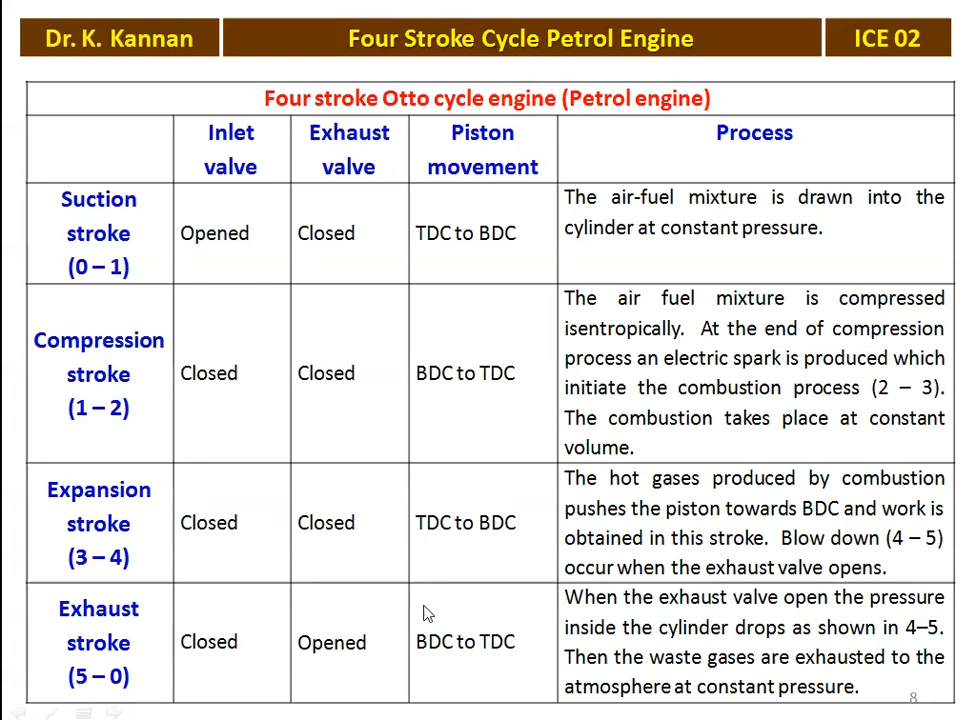 Dr. K. Kannan
Four Stroke Cycle Petrol Engine
ICE 02
Four stroke Otto cycle engine (Petrol engine)
Inlet
valve
Exhaust
valve
Piston
movement
Process
Suction
stroke
(0 – 1)
Opened
Closed
TDC to BDC
The air-fuel mixture is drawn into the
cylinder at constant pressure.
Compression
stroke
(1 – 2)
Closed
Closed
BDC to TDC
The air fuel mixture is compressed
isentropically. At the end of compression
process an electric spark is produced which
initiate the combustion process (2 – 3).
The combustion takes place at constant
volume.
Expansion
stroke
(3 – 4)
Closed
Closed
TDC to BDC
The hot gases produced by combustion
pushes the piston towards BDC and work is
obtained in this stroke. Blow down (4 – 5)
occur when the exhaust valve opens.
Exhaust
stroke
(5 – 0)
Closed
Opened
BDC to TDC
When the exhaust valve open the pressure
inside the cylinder drops as shown in 4–5.
Then the waste gases are exhausted to the
atmosphere at constant pressure.
8